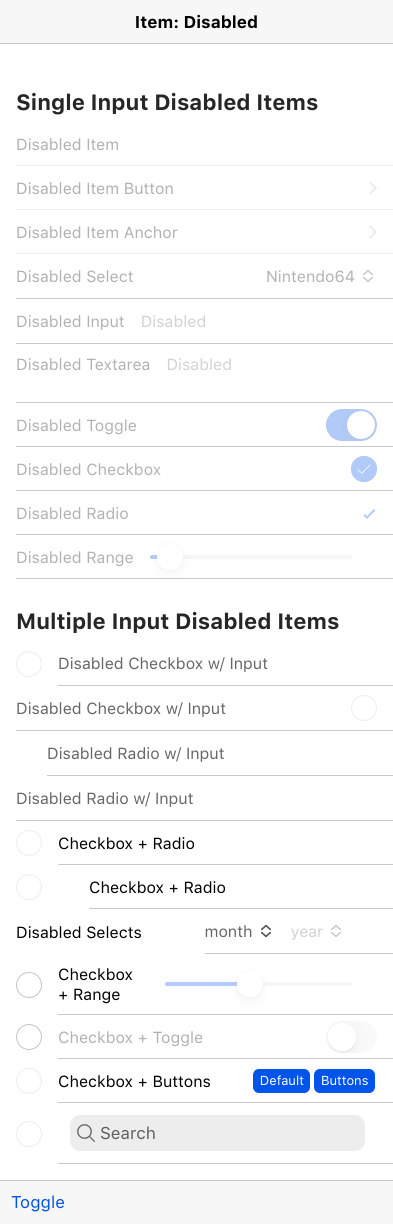 Item: Disabled
Single Input Disabled Items
Disabled Item
Disabled Item Button
Disabled Item Anchor
Disabled Select Nintendo64
Disabled Input Disabled
Disabled Textarea Disabled
Disabled Toggle
Disabled Checkbox
Disabled Radio
Disabled Range
Multiple Input Disabled Items
Disabled Checkbox w/ Input
Disabled Checkbox w/ Input
Disabled Radio w/ Input
Disabled Radio w/ Input
Checkbox + Radio
Checkbox + Radio
Disabled Selects month year
Checkbox
+ Range
Checkbox + Toggle
Checkbox + Buttons Default Buttons
Search
Toggle